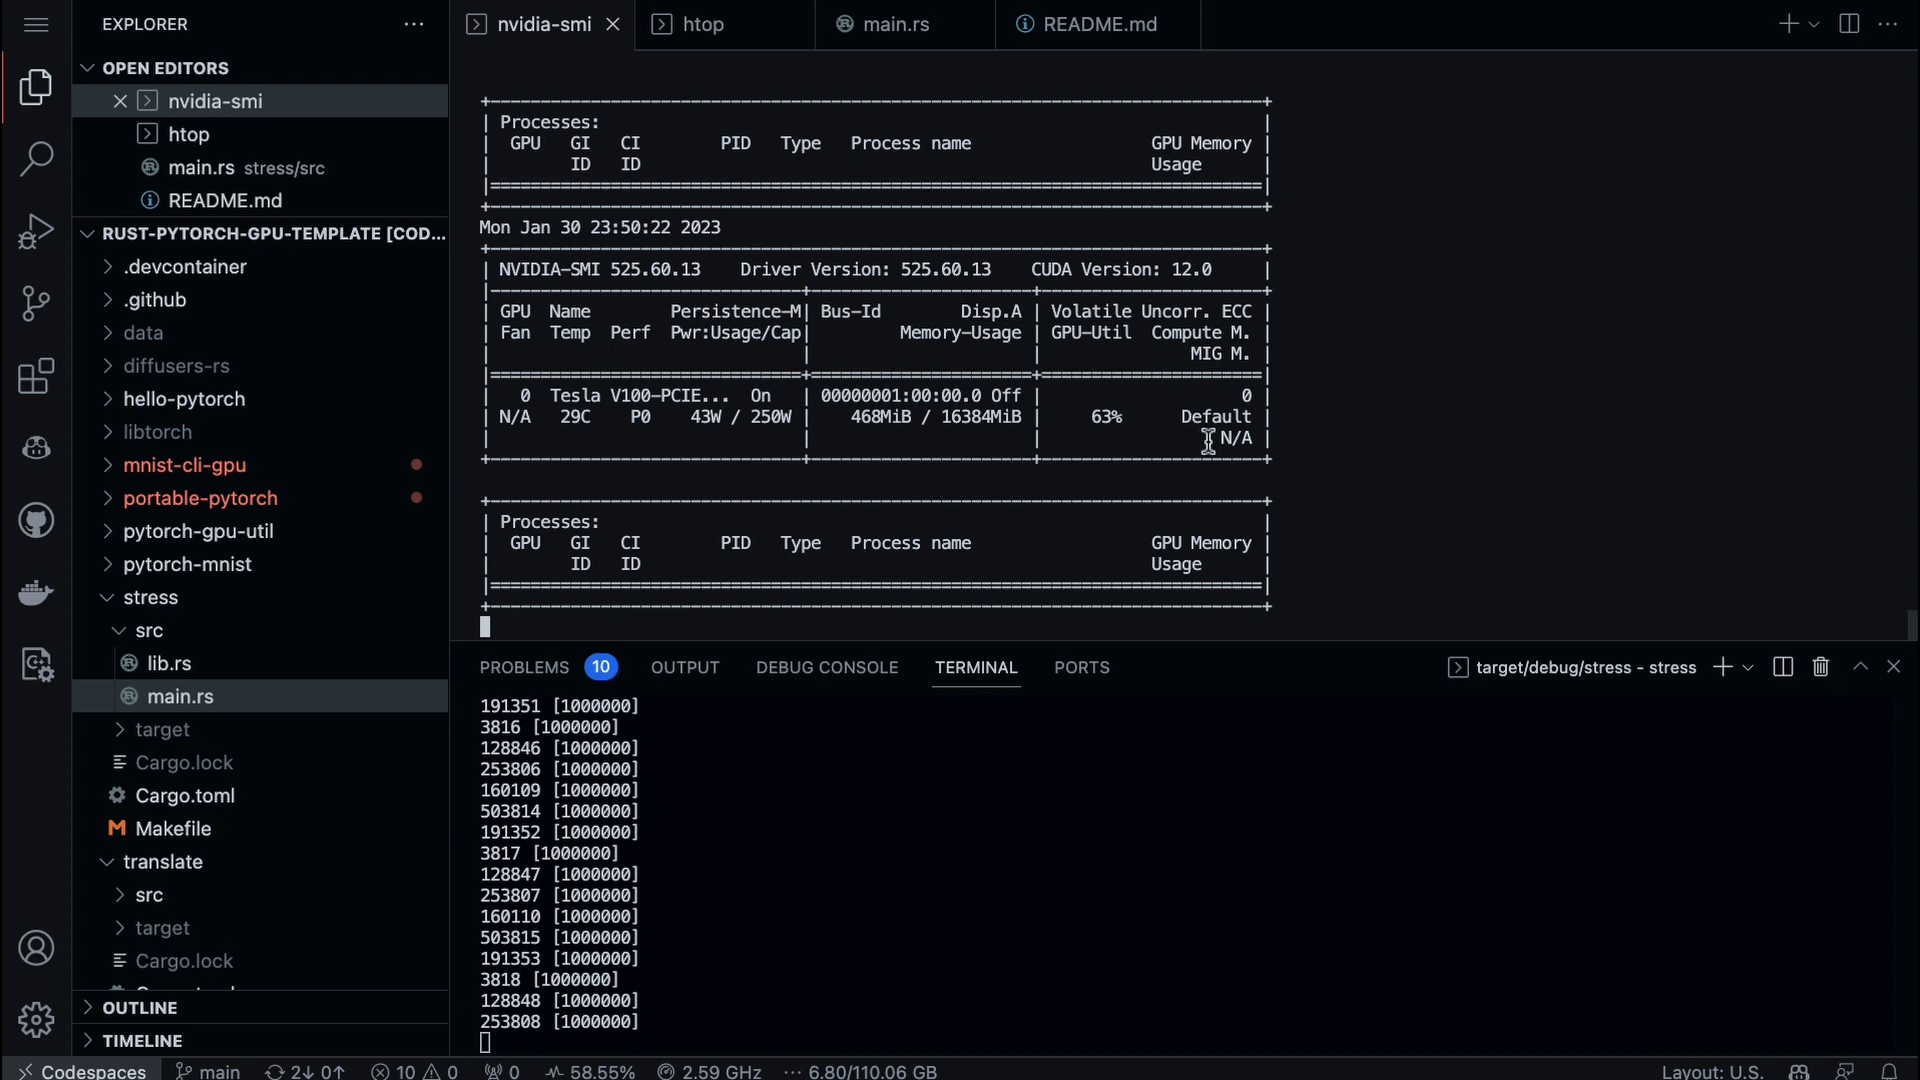 EXPLORER
OPEN EDITORS
nvidia-smi
htop
main.rs stress/src
README.md
RUST-PYTORCH-GPU-TEMPLATE [COD...
.devcontainer
.github
data
diffusers-rs
hello-pytorch
libtorch
mnist-cli-gpu
portable-pytorch
pytorch-gpu-util
pytorch-mnist
stress
src
lib.rs
main.rs
target
Cargo.lock
Cargo.toml
Makefile
translate
src
target
Cargo.lock
OUTLINE
TIMELINE
nvidia-smi htop main.rs README.md
Processes:
GPU GI CI PID Type Process name GPU Memory
ID ID Usage
Mon Jan 30 23:50:22 2023
NVIDIA-SMI 525.60.13 Driver Version: 525.60.13 CUDA Version: 12.0
GPU Name Persistence-M| Bus-Id Disp.A | Volatile Uncorr. ECC
Fan Temp Perf Pwr:Usage/Cap| Memory-Usage | GPU-Util Compute M.
MIG M.
0 Tesla V100-PCIE... On | 00000001:00:00.0 Off | 0
N/A 29C P0 43W / 250W | 468MiB / 16384MiB | 63% Default
N/A
Processes:
GPU GI CI PID Type Process name GPU Memory
ID ID Usage
PROBLEMS 10 OUTPUT DEBUG CONSOLE TERMINAL PORTS target/debug/stress - stress
191351 [1000000]
3816 [1000000]
128846 [1000000]
253806 [1000000]
160109 [1000000]
503814 [1000000]
191352 [1000000]
3817 [1000000]
128847 [1000000]
253807 [1000000]
160110 [1000000]
503815 [1000000]
191353 [1000000]
3818 [1000000]
128848 [1000000]
253808 [1000000]
Codespaces main 2↓ 0↑ 10 0 0 58.55% 2.59 GHz 6.80/110.06 GB Layout: U.S.